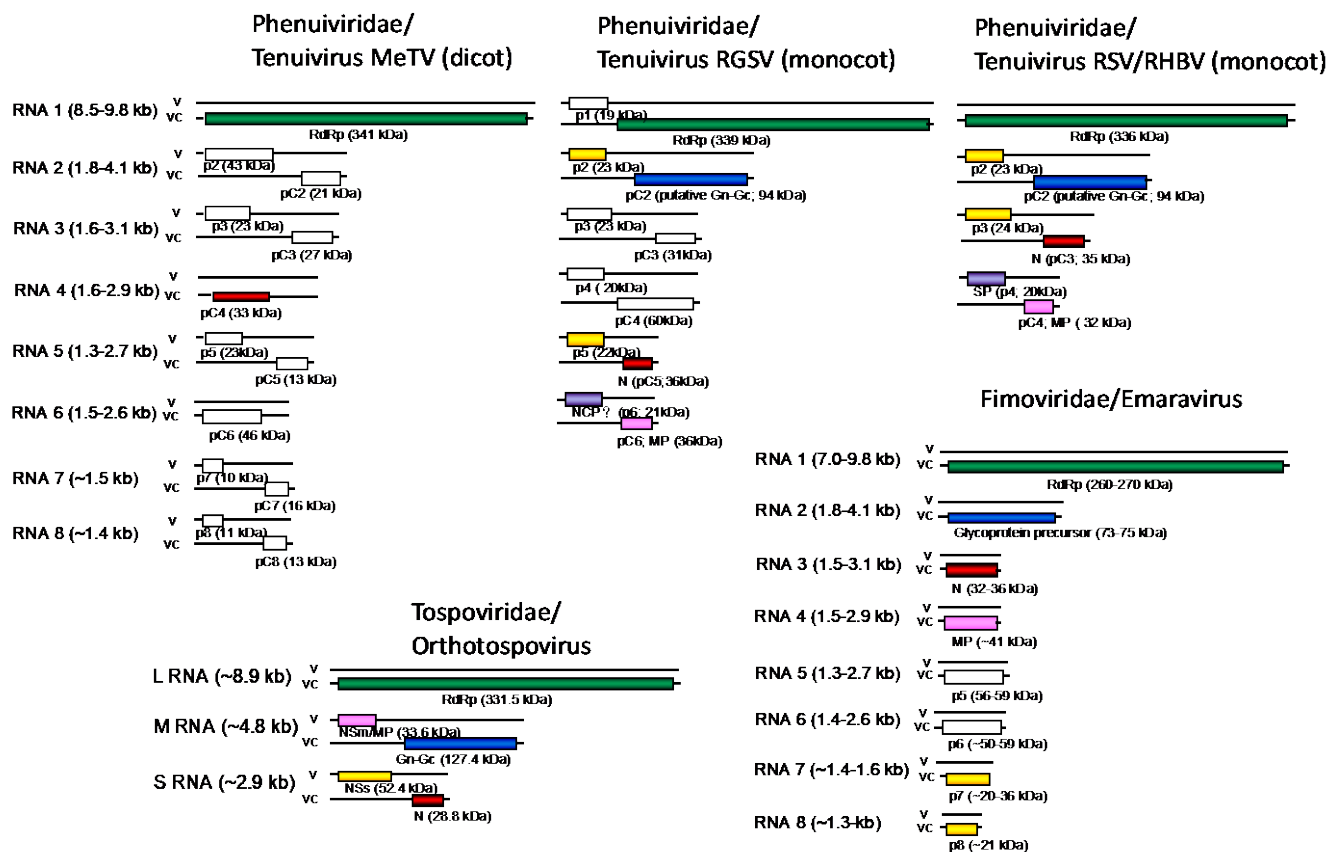 Phenuiviridae/
Tenuivirus MeTV (dicot)
Phenuiviridae/
Tenuivirus RGSV (monocot)
Phenuiviridae/
Tenuivirus RSV/RHBV (monocot)
RNA 1 (8.5-9.8 kb)
V
VC
RdRp (341 kDa)
RNA 2 (1.8-4.1 kb)
V
p2 (43 kDa)
VC
pC2 (21 kDa)
RNA 3 (1.6-3.1 kb)
V
p3 (23 kDa)
VC
pC3 (27 kDa)
RNA 4 (1.6-2.9 kb)
V
VC
pC4 (33 kDa)
RNA 5 (1.3-2.7 kb)
V
p5 (23kDa)
VC
pC5 (13 kDa)
RNA 6 (1.5-2.6 kb)
V
VC
pC6 (46 kDa)
RNA 7 (~1.5 kb)
V
p7 (10 kDa)
VC
pC7 (16 kDa)
RNA 8 (~1.4 kb)
V
p8 (11 kDa)
VC
pC8 (13 kDa)
p1 (19 kDa)
RdRp (339 kDa)
p2 (23 kDa)
pC2 (putative Gn-Gc; 94 kDa)
p3 (23 kDa)
pC3 (31kDa)
p4 ( 20kDa)
pC4 (60kDa)
p5 (22kDa)
N (pC5;36kDa)
NCP ? (p6; 21kDa)
pC6; MP (36kDa)
RdRp (336 kDa)
p2 (23 kDa)
pC2 (putative Gn-Gc; 94 kDa)
p3 (24 kDa)
N (pC3; 35 kDa)
SP (p4; 20kDa)
pC4; MP ( 32 kDa)
Fimoviridae/Emaravirus
RNA 1 (7.0-9.8 kb)
V
VC
RdRp (260-270 kDa)
RNA 2 (1.8-4.1 kb)
V
VC
Glycoprotein precursor (73-75 kDa)
RNA 3 (1.5-3.1 kb)
V
VC
N (32-36 kDa)
RNA 4 (1.5-2.9 kb)
V
VC
MP (~41 kDa)
RNA 5 (1.3-2.7 kb)
V
VC
p5 (56-59 kDa)
RNA 6 (1.4-2.6 kb)
V
VC
p6 (~50-59 kDa)
RNA 7 (~1.4-1.6 kb)
V
VC
p7 (~20-36 kDa)
RNA 8 (~1.3-kb)
V
VC
p8 (~21 kDa)
Tospoviridae/
Orthotospovirus
L RNA (~8.9 kb)
V
VC
RdRp (331.5 kDa)
M RNA (~4.8 kb)
V
NSm/MP (33.6 kDa)
VC
Gn-Gc (127.4 kDa)
S RNA (~2.9 kb)
V
NSs (52.4 kDa)
VC
N (28.8 kDa)